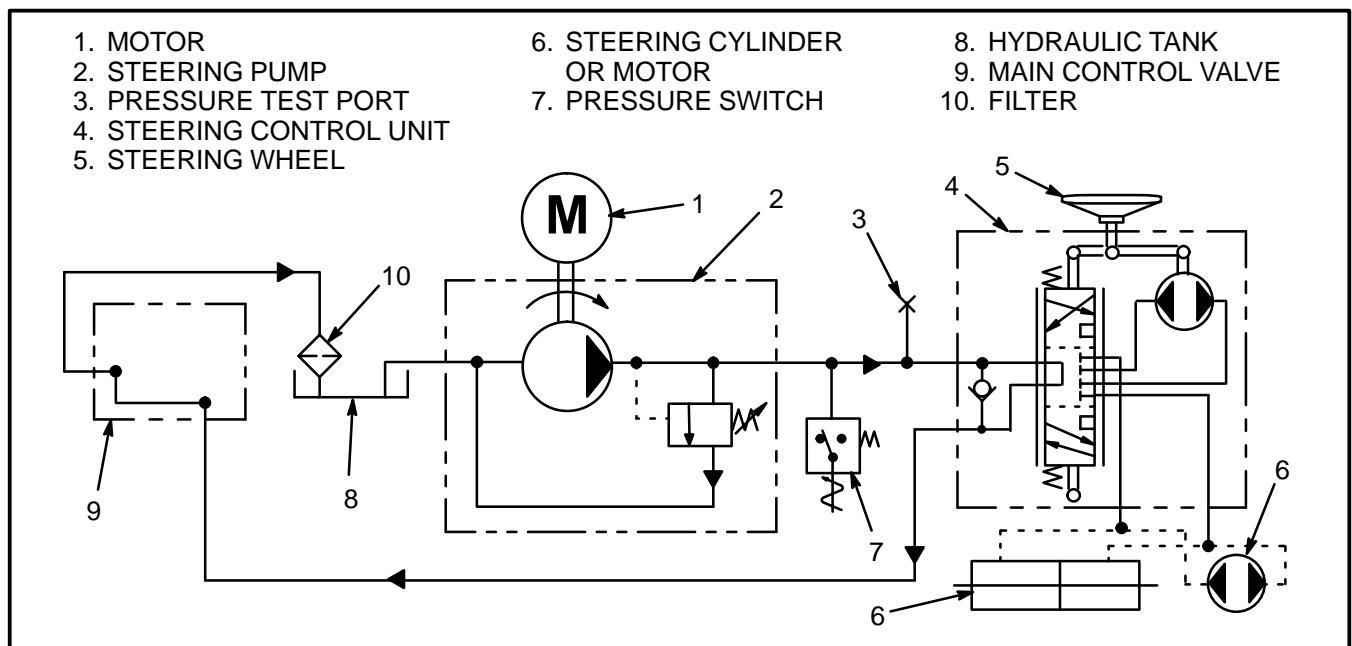 1. MOTOR
2. STEERING PUMP
3. PRESSURE TEST PORT
4. STEERING CONTROL UNIT
5. STEERING WHEEL
6. STEERING CYLINDER
OR MOTOR
7. PRESSURE SWITCH
8. HYDRAULIC TANK
9. MAIN CONTROL VALVE
10. FILTER
M
1
2
3
4
5
10
9
8
7
6
6